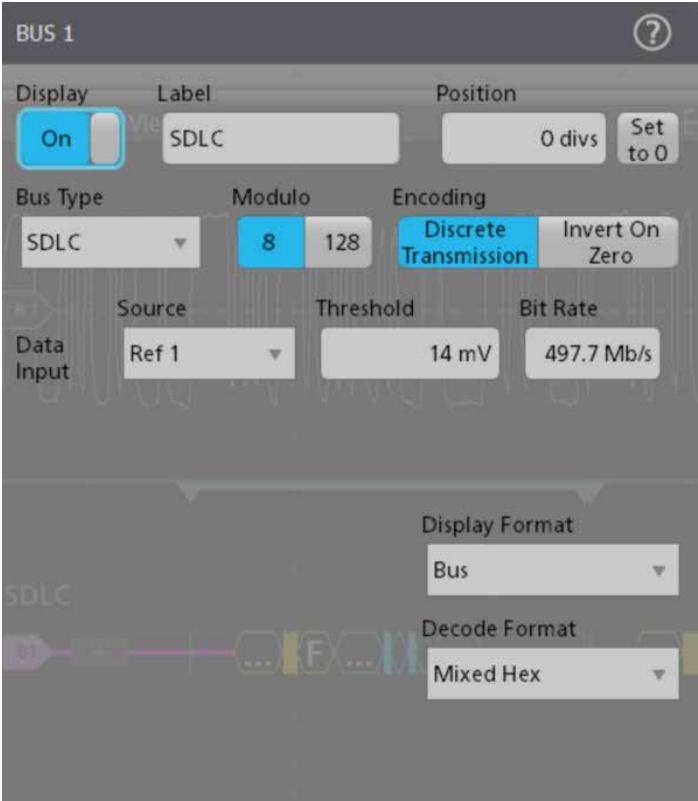 BUS 1 ?
Display Label Position
On SDLC 0 divs Set to 0
Bus Type Modulo Encoding
SDLC 8 128 Discrete Transmission Invert On Zero
Source Threshold Bit Rate
Data Input Ref 1 14 mV 497.7 Mb/s
Display Format
Bus
SDLC
Decode Format
B1 ... F ...
Mixed Hex